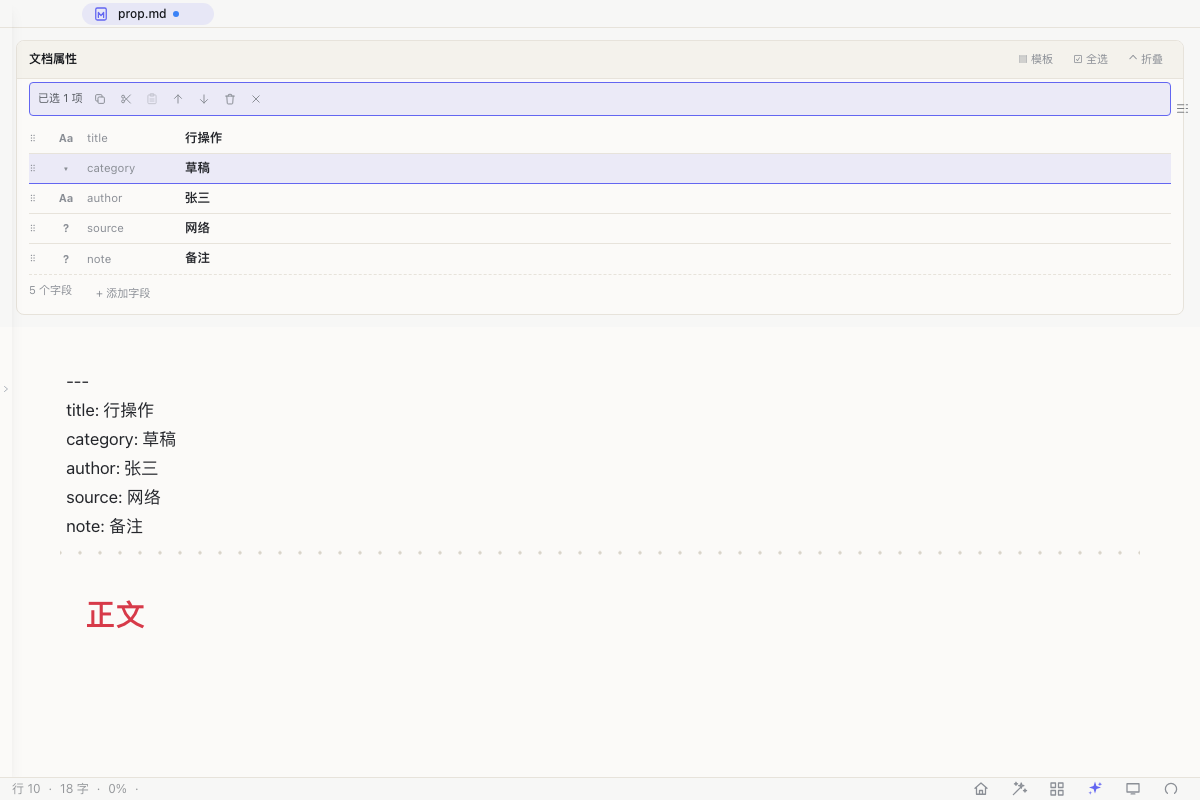 prop.md
文档属性
模板 全选 折叠
已选 1 项
Aa title 行操作
category 草稿
Aa author 张三
? source 网络
? note 备注
5 个字段 + 添加字段
---
title: 行操作
category: 草稿
author: 张三
source: 网络
note: 备注
正文
行 10 · 18 字 · 0% ·